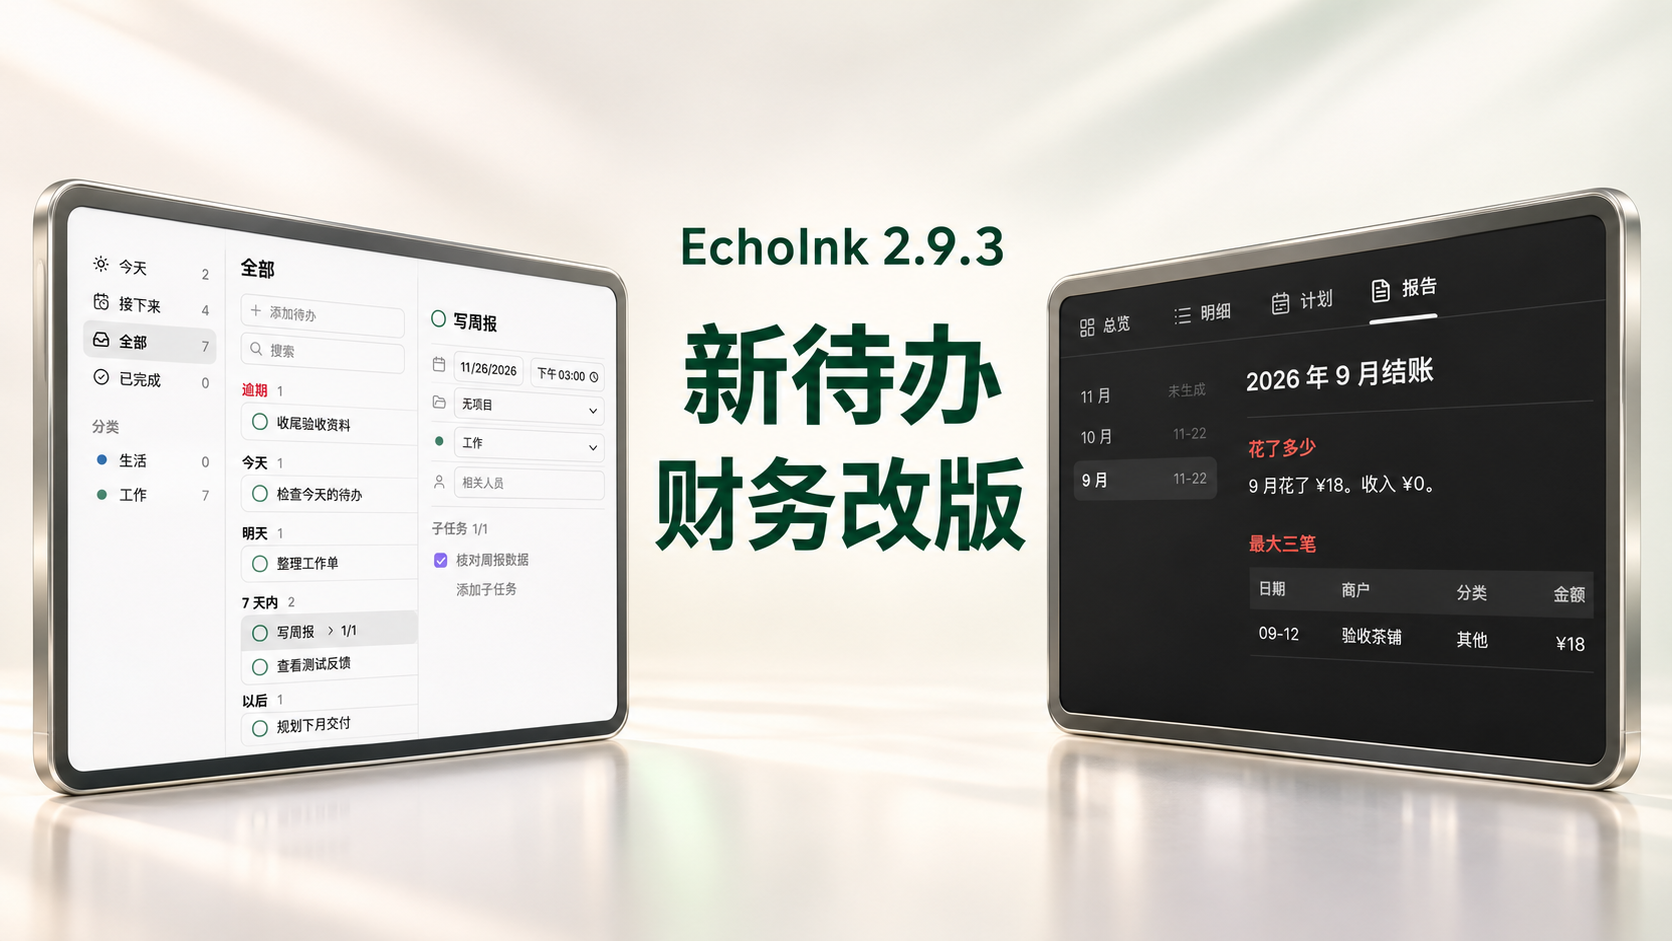 EchoInk 2.9.3
新待办
财务改版
今天 2
接下来 4
全部 7
已完成 0
分类
生活 0
工作 7
全部
添加待办
搜索
逾期 1
收尾验收资料
今天 1
检查今天的待办
明天 1
整理工作单
7 天内 2
写周报 > 1/1
查看测试反馈
以后 1
规划下月交付
写周报
11/26/2026 下午 03:00
无项目
工作
相关人员
子任务 1/1
核对周报数据
添加子任务
总览 明细 计划 报告
11 月 未生成
10 月 11-22
9 月 11-22
2026 年 9 月结账
花了多少
9 月花了 ¥18。收入 ¥0。
最大三笔
日期 商户 分类 金额
09-12 验收茶铺 其他 ¥18